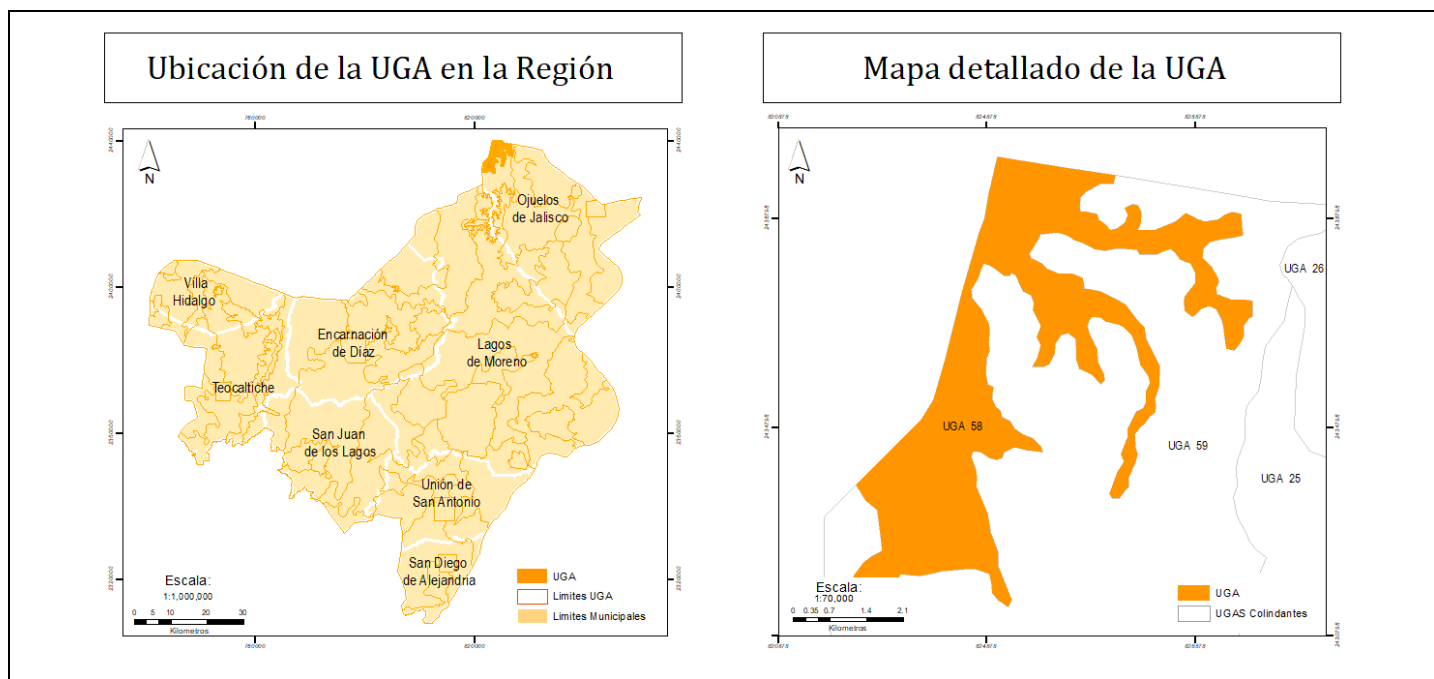 Ubicación de la UGA en la Región
Mapa detallado de la UGA
780000
820000
N
Ojuelos
de Jalisco
Villa
Hidalgo
Encarnación
de Díaz
Lagos
de Moreno
Teocaltiche
San Juan
de los Lagos
Unión de
San Antonio
San Diego
de Alejandría
Escala:
1:1,000,000
0 5 10 20 30
Kilometros
UGA
Limites UGA
Limites Municipales
N
UGA 26
UGA 58
UGA 59
UGA 25
Escala:
1:70,000
0 0.35 0.7 1.4 2.1
Kilometros
UGA
UGAS Colindantes